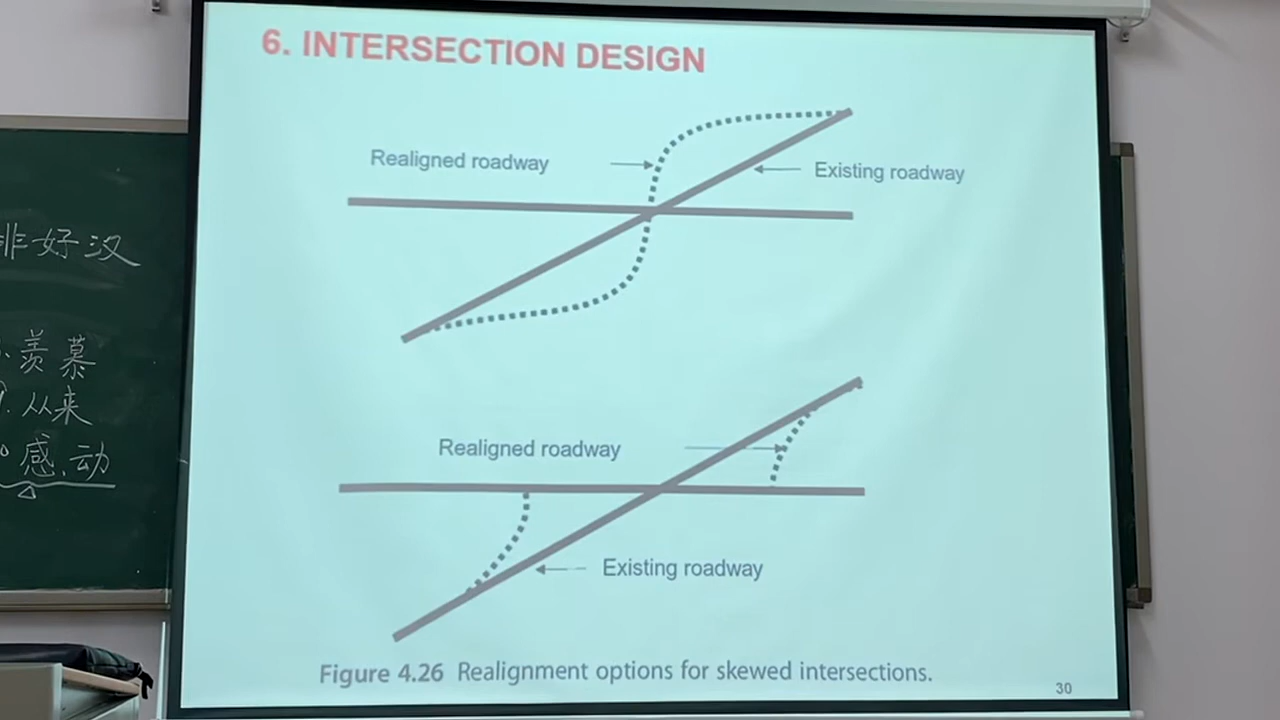 6. INTERSECTION DESIGN
Realigned roadway
Existing roadway
Realigned roadway
Existing roadway
Figure 4.26 Realignment options for skewed intersections.
30
非好汉
羡慕
从来
感动